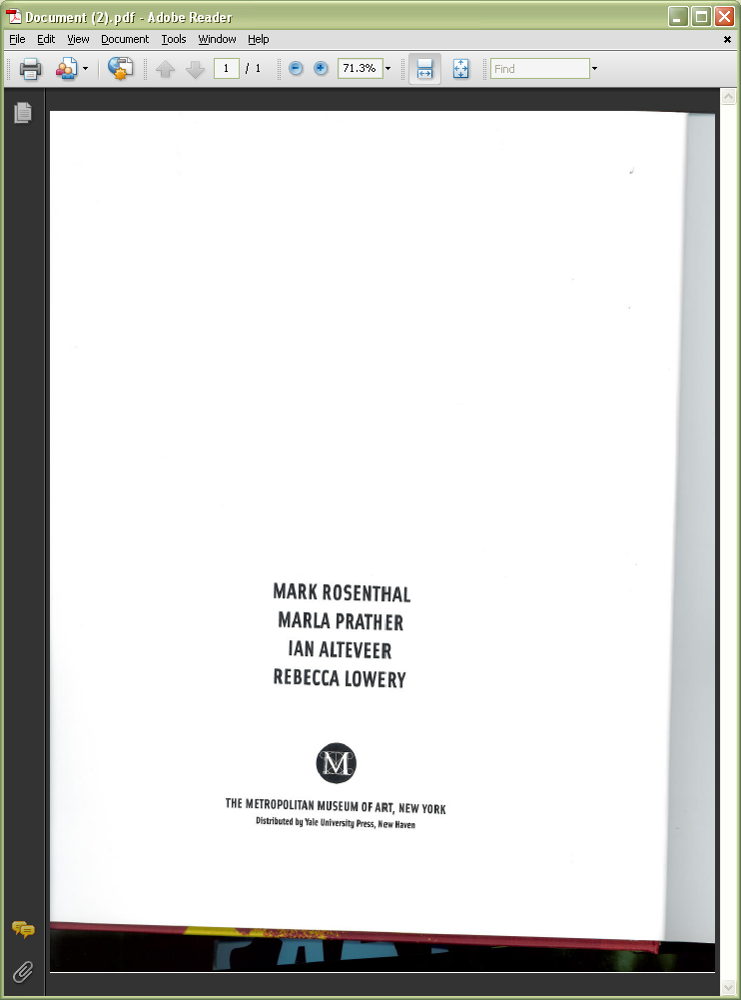 Document (2).pdf - Adobe Reader
File Edit View Document Tools Window Help
1 / 1 71.3% Find
MARK ROSENTHAL
MARLA PRATHER
IAN ALTEVEER
REBECCA LOWERY
M
THE METROPOLITAN MUSEUM OF ART, NEW YORK
Distributed by Yale University Press, New Haven